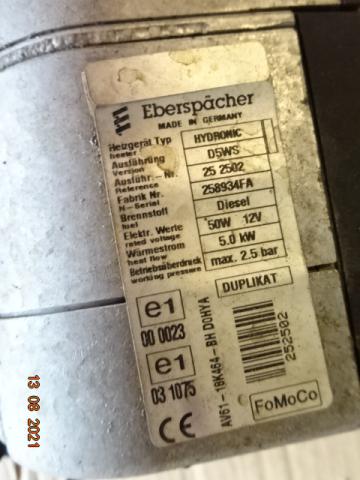 Eberspächer
MADE IN GERMANY
Heizgerät Typ HYDRONIC
heater
Ausführung D5WS
Version
Ausführ.-Nr. 25 2502
Reference
Fabrik Nr. 258934FA
N-Serial
Brennstoff Diesel
fuel
Elektr. Werte 50W 12V
rated voltage
Wärmestrom 5.0 kW
heat flow
Betriebsüberdruck max. 2.5 bar
working pressure
DUPLIKAT
e1
00 0023
e1
03 1075
CE
AV61-18K464-BH DOHYA
252502
FoMoCo
13 08 2021